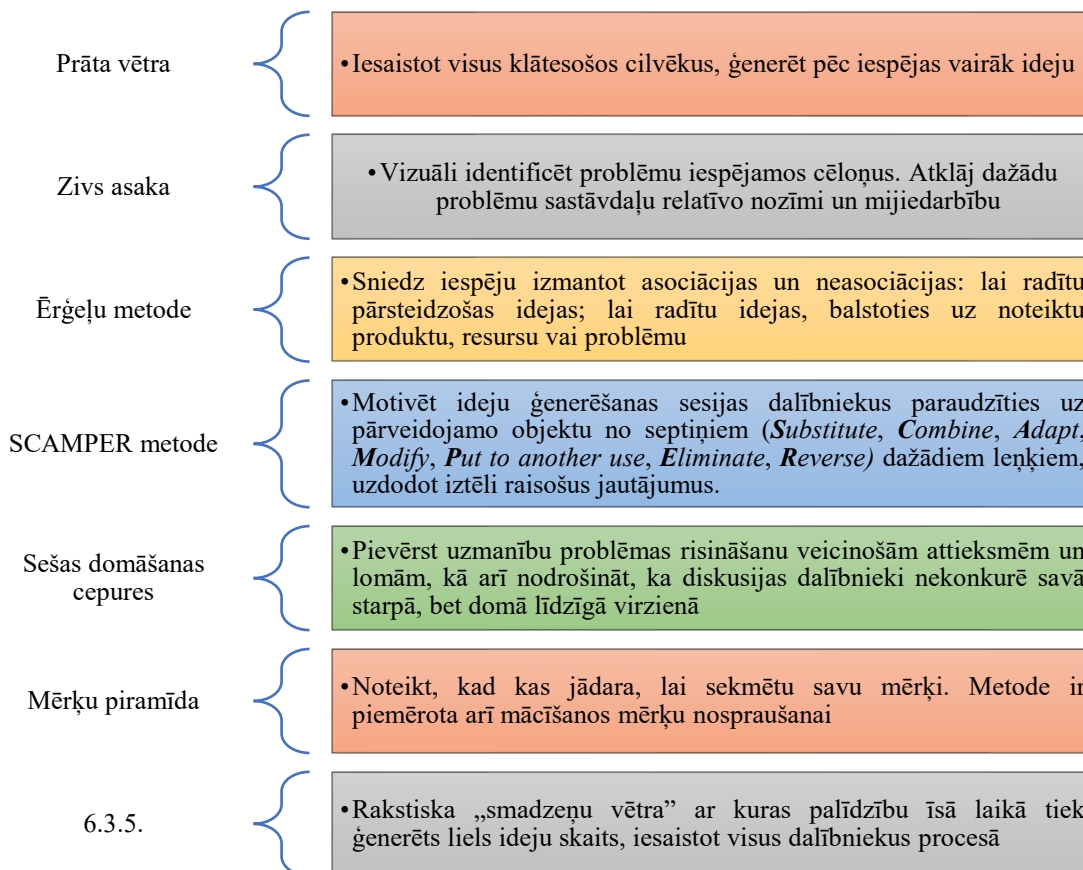 Prāta vētra
•Iesaistot visus klātesošos cilvēkus, ģenerēt pēc iespējas vairāk ideju
Zivs asaka
•Vizuāli identificēt problēmu iespējamos cēloņus. Atklāj dažādu
problēmu sastāvdaļu relatīvo nozīmi un mijiedarbību
Ērģeļu metode
•Sniedz iespēju izmantot asociācijas un neasociācijas: lai radītu
pārsteidzošas idejas; lai radītu idejas, balstoties uz noteiktu
produktu, resursu vai problēmu
SCAMPER metode
•Motivēt ideju ģenerēšanas sesijas dalībniekus paraudzīties uz
pārveidojamo objektu no septiņiem (Substitute, Combine, Adapt,
Modify, Put to another use, Eliminate, Reverse) dažādiem leņķiem,
uzdodot iztēli raisošus jautājumus.
Sešas domāšanas
cepures
•Pievērst uzmanību problēmas risināšanu veicinošām attieksmēm un
lomām, kā arī nodrošināt, ka diskusijas dalībnieki nekonkurē savā
starpā, bet domā līdzīgā virzienā
Mērķu piramīda
•Noteikt, kad kas jādara, lai sekmētu savu mērķi. Metode ir
piemērota arī mācīšanos mērķu nospraušanai
6.3.5.
•Rakstiska „smadzeņu vētra” ar kuras palīdzību īsā laikā tiek
ģenerēts liels ideju skaits, iesaistot visus dalībniekus procesā